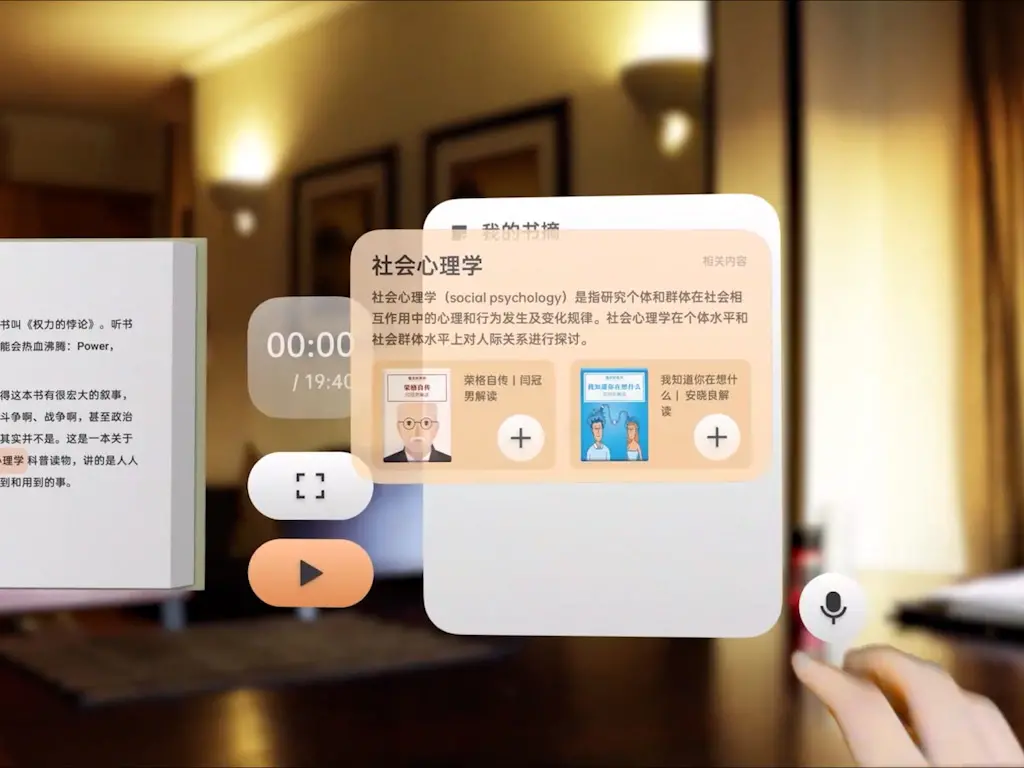 书叫《权力的悖论》。听书
能会热血沸腾：Power，
得这本书有很宏大的叙事，
斗争啊、战争啊，甚至政治
其实并不是。这是一本关于
心理学 科普读物，讲的是人人
到和用到的事。
00:00
/ 19:40
我的书摘
社会心理学
相关内容
社会心理学（social psychology）是指研究个体和群体在社会相
互作用中的心理和行为发生及变化规律。社会心理学在个体水平和
社会群体水平上对人际关系进行探讨。
荣格自传
荣格自传 | 闫冠
男解读
我知道你在想什么
我知道你在想什
么 | 安晓良解
读